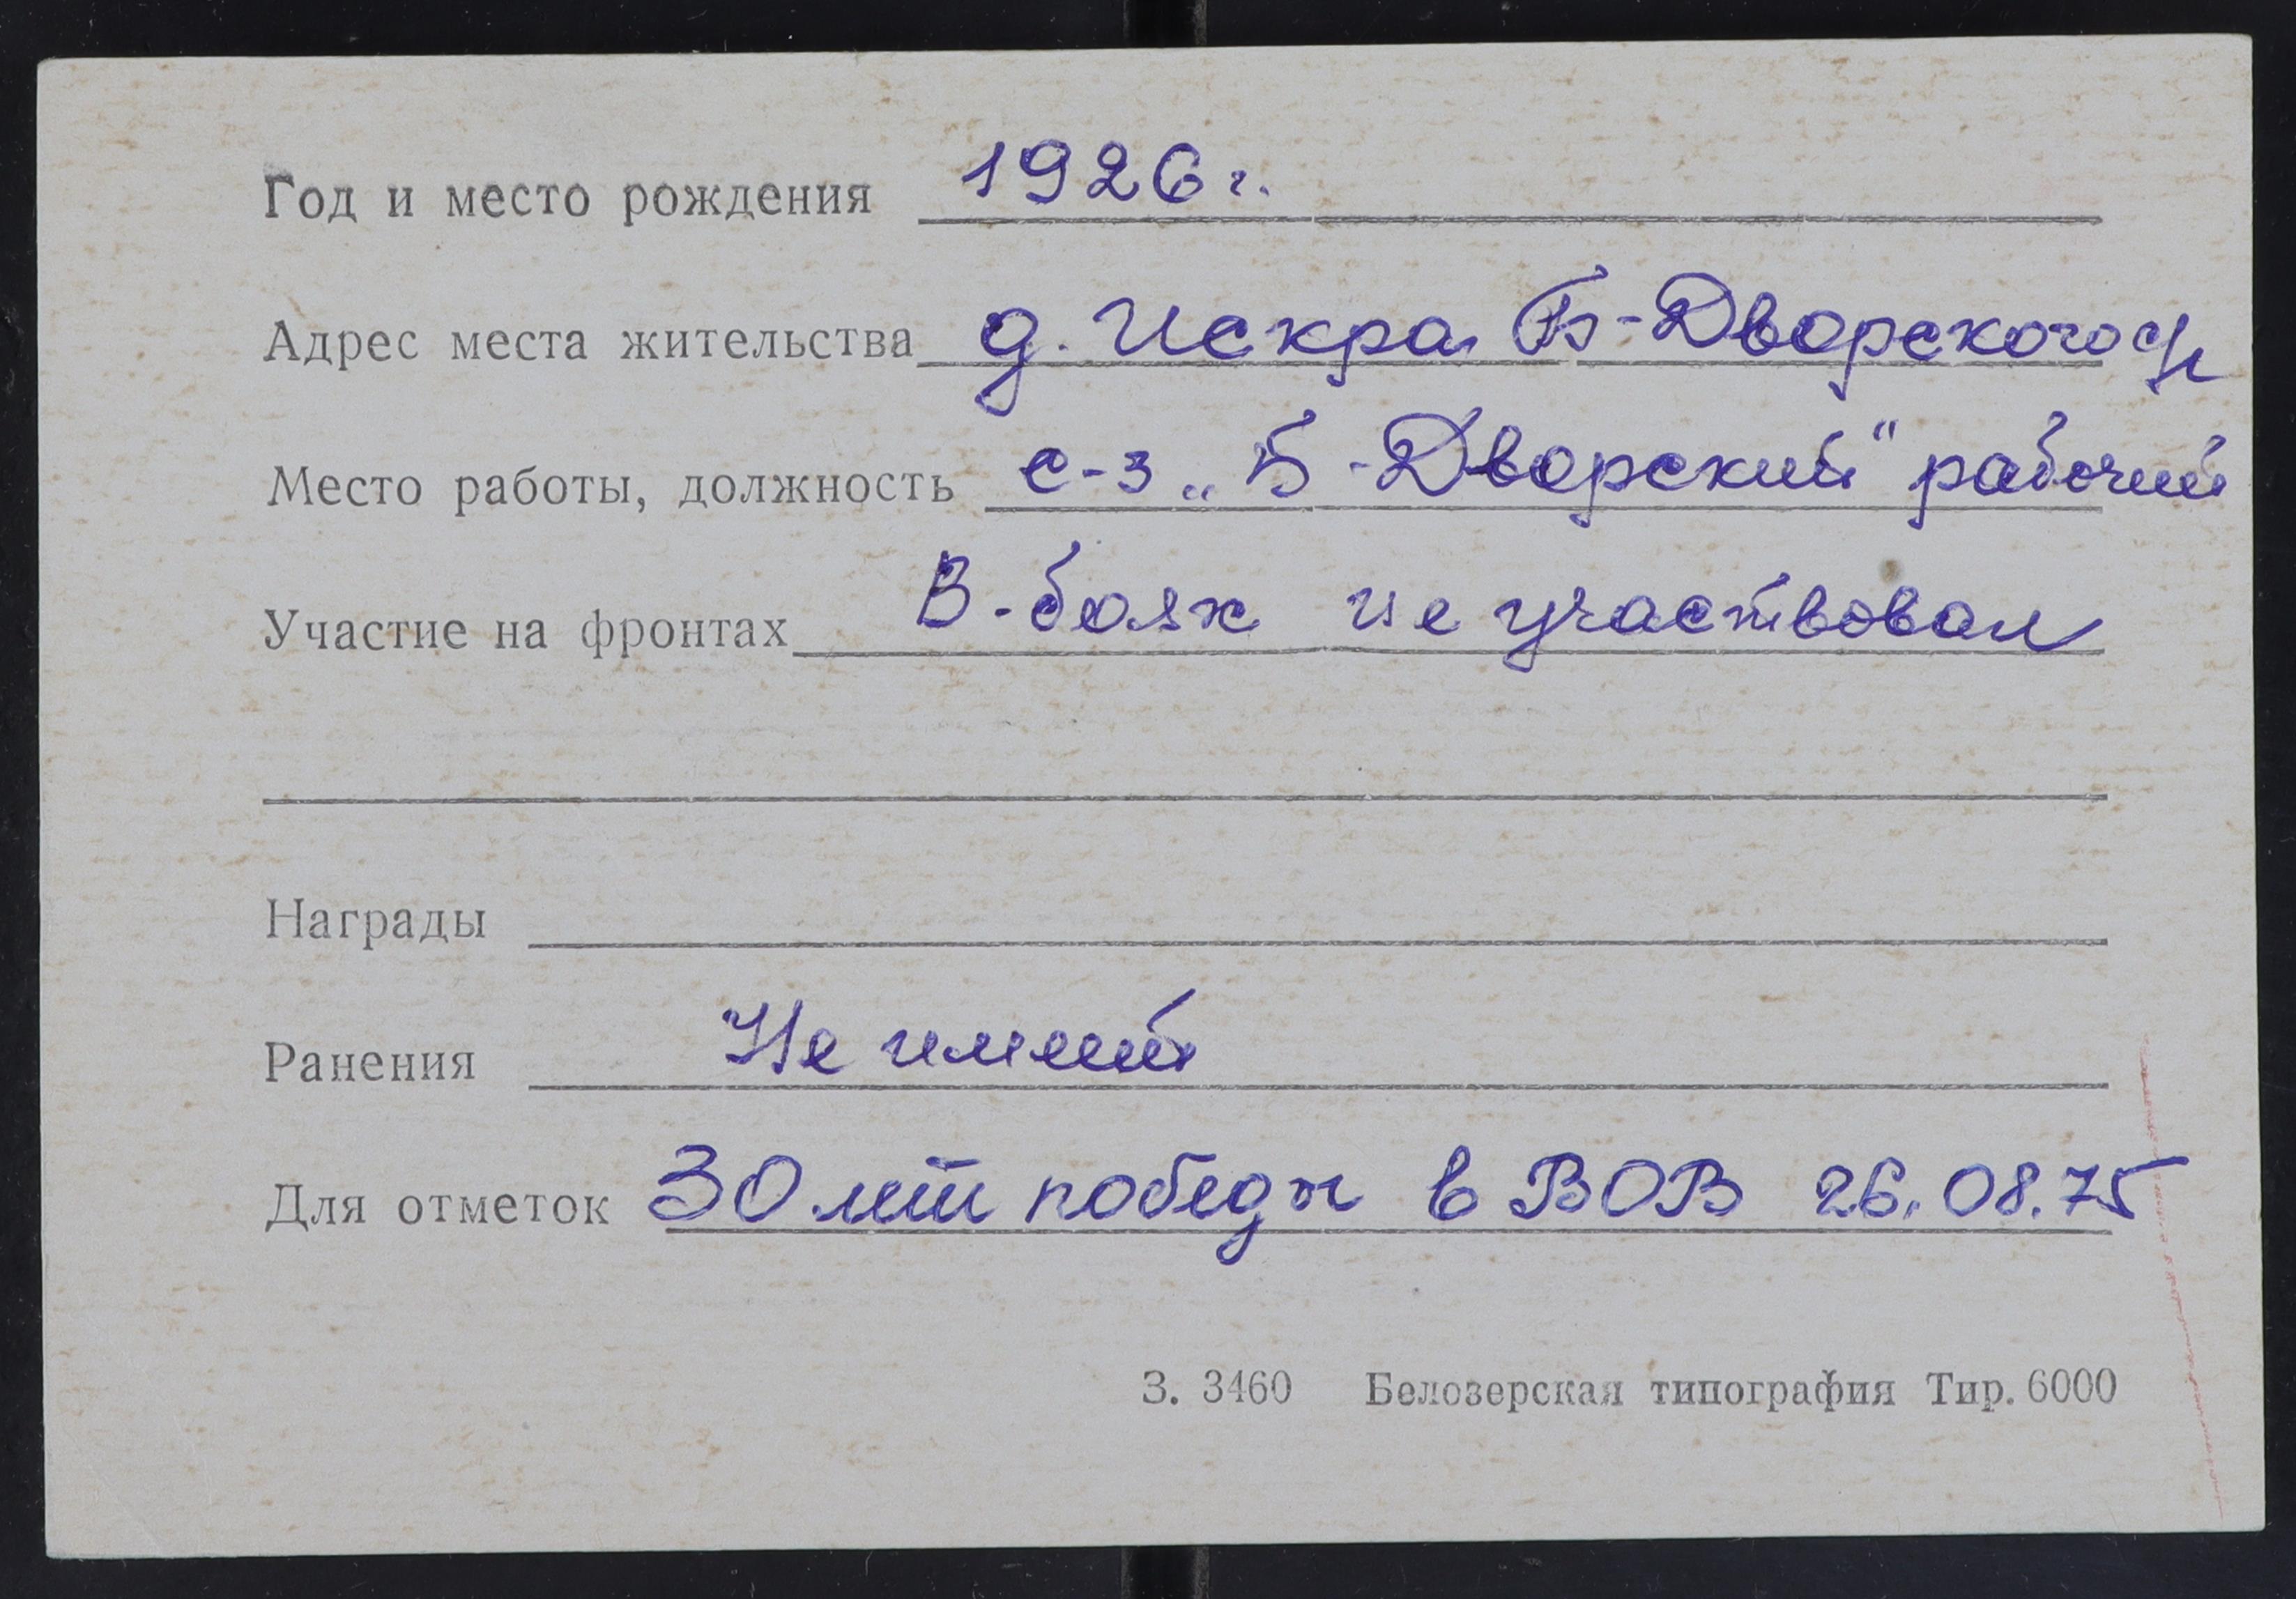 Год и место рождения 1926 г.
Адрес места жительства д. Искра Б-Дворского с/с
Место работы, должность с-з „Б-Дворский" рабочий
Участие на фронтах В-боях не участвовал
Награды
Ранения Не имеет
Для отметок 30 лет победы в ВОВ 26.08.75
З. 3460 Белозерская типография Тир. 6000